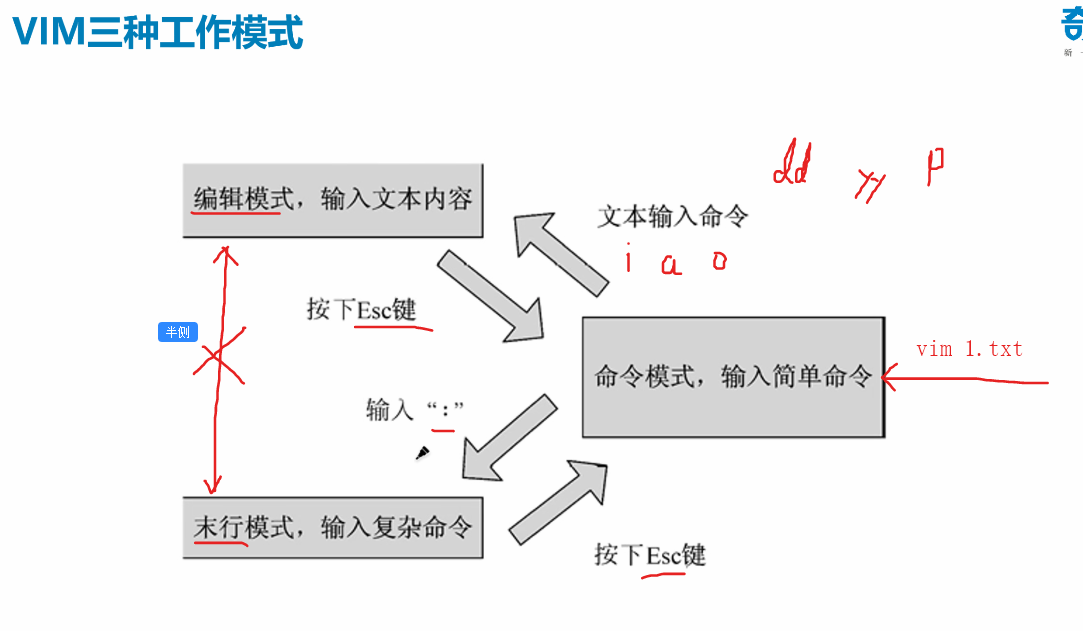 VIM三种工作模式
新
dd yy p
编辑模式，输入文本内容
文本输入命令
i a o
按下Esc键
半侧
vim 1.txt
命令模式，输入简单命令
输入“:”
末行模式，输入复杂命令
按下Esc键